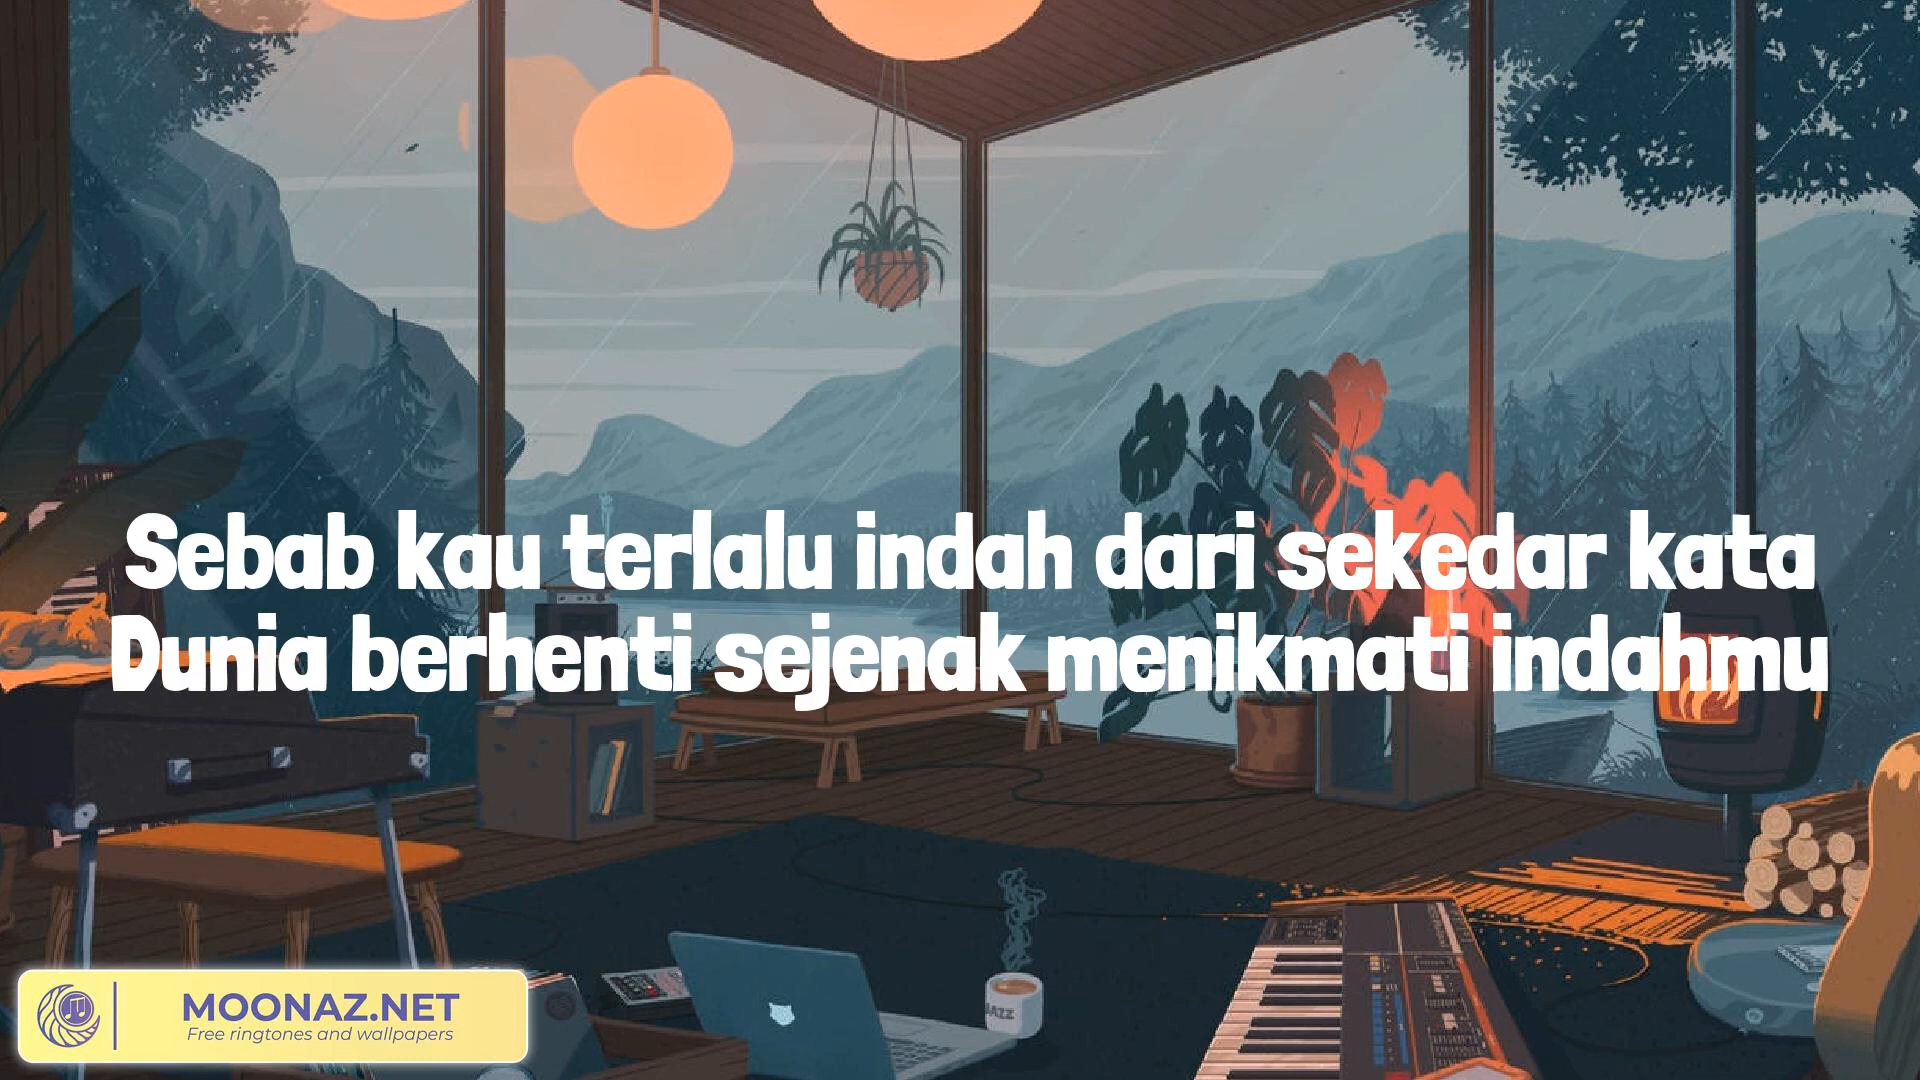 Sebab kau terlalu indah dari sekedar kata
Dunia berhenti sejenak menikmati indahmu
JAZZ
MOONAZ.NET
Free ringtones and wallpapers